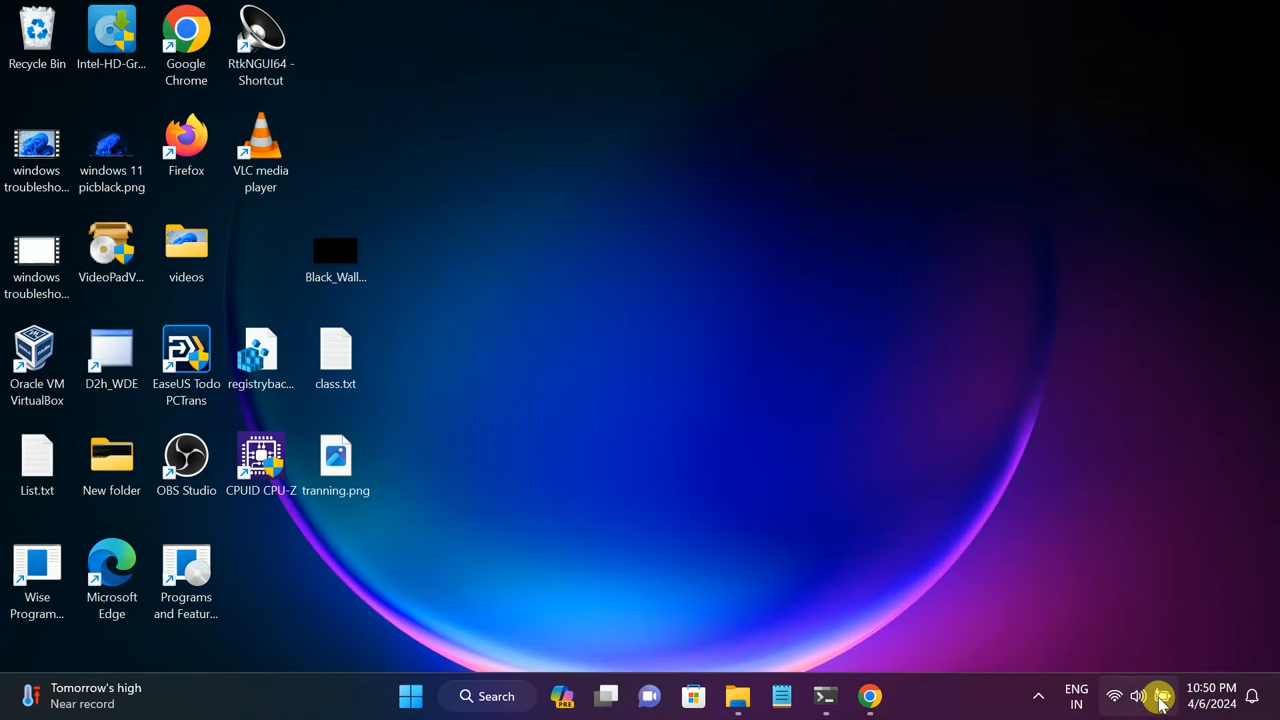 Recycle Bin
Intel-HD-Gr...
Google
Chrome
RtkNGUI64 -
Shortcut
windows
troublesho...
windows 11
picblack.png
Firefox
VLC media
player
windows
troublesho...
VideoPadV...
videos
Black_Wall...
Oracle VM
VirtualBox
D2h_WDE
EaseUS Todo
PCTrans
registrybac...
class.txt
List.txt
New folder
OBS Studio
CPUID CPU-Z
tranning.png
Wise
Program...
Microsoft
Edge
Programs
and Featur...
Tomorrow's high
Near record
Search
PRE
ENG
IN
10:50 PM
4/6/2024